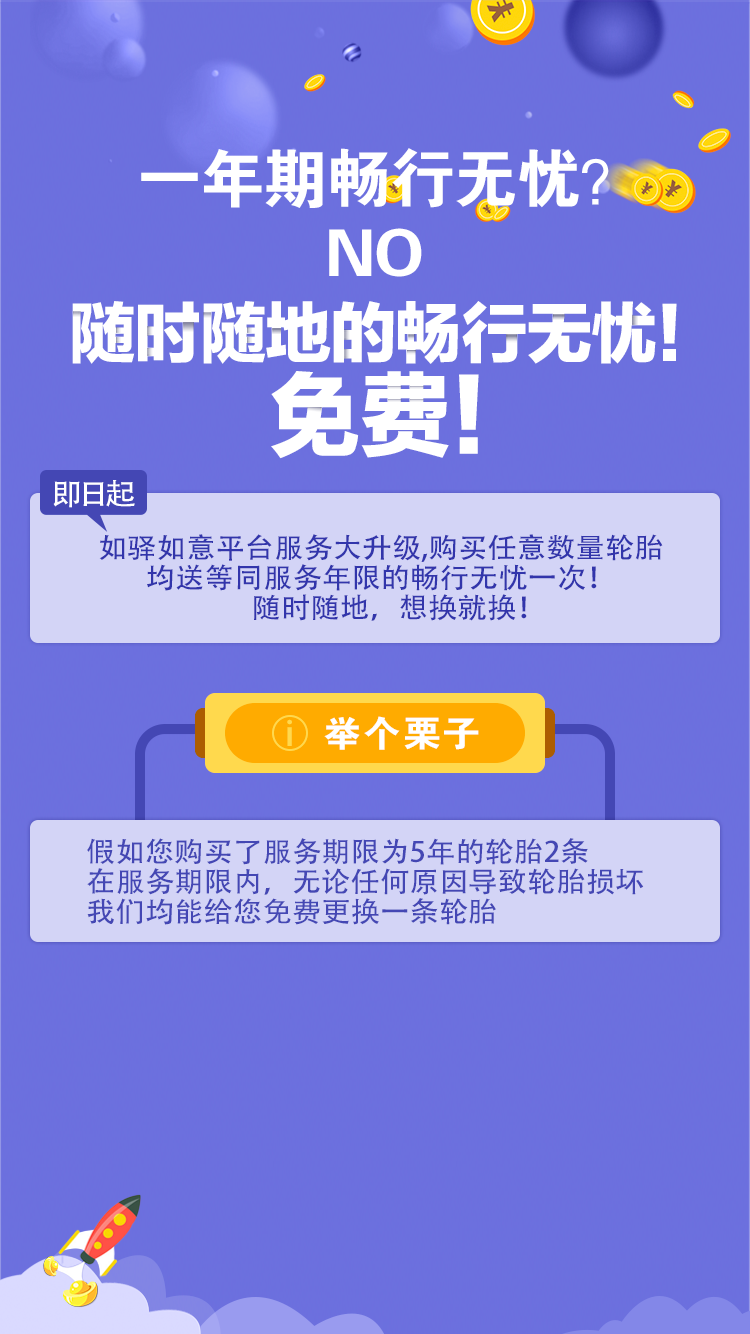 一年期畅行无忧?
NO
随时随地的畅行无忧!
免费!
即日起
如驿如意平台服务大升级,购买任意数量轮胎
均送等同服务年限的畅行无忧一次!
随时随地，想换就换!
举个栗子
假如您购买了服务期限为5年的轮胎2条
在服务期限内，无论任何原因导致轮胎损坏
我们均能给您免费更换一条轮胎